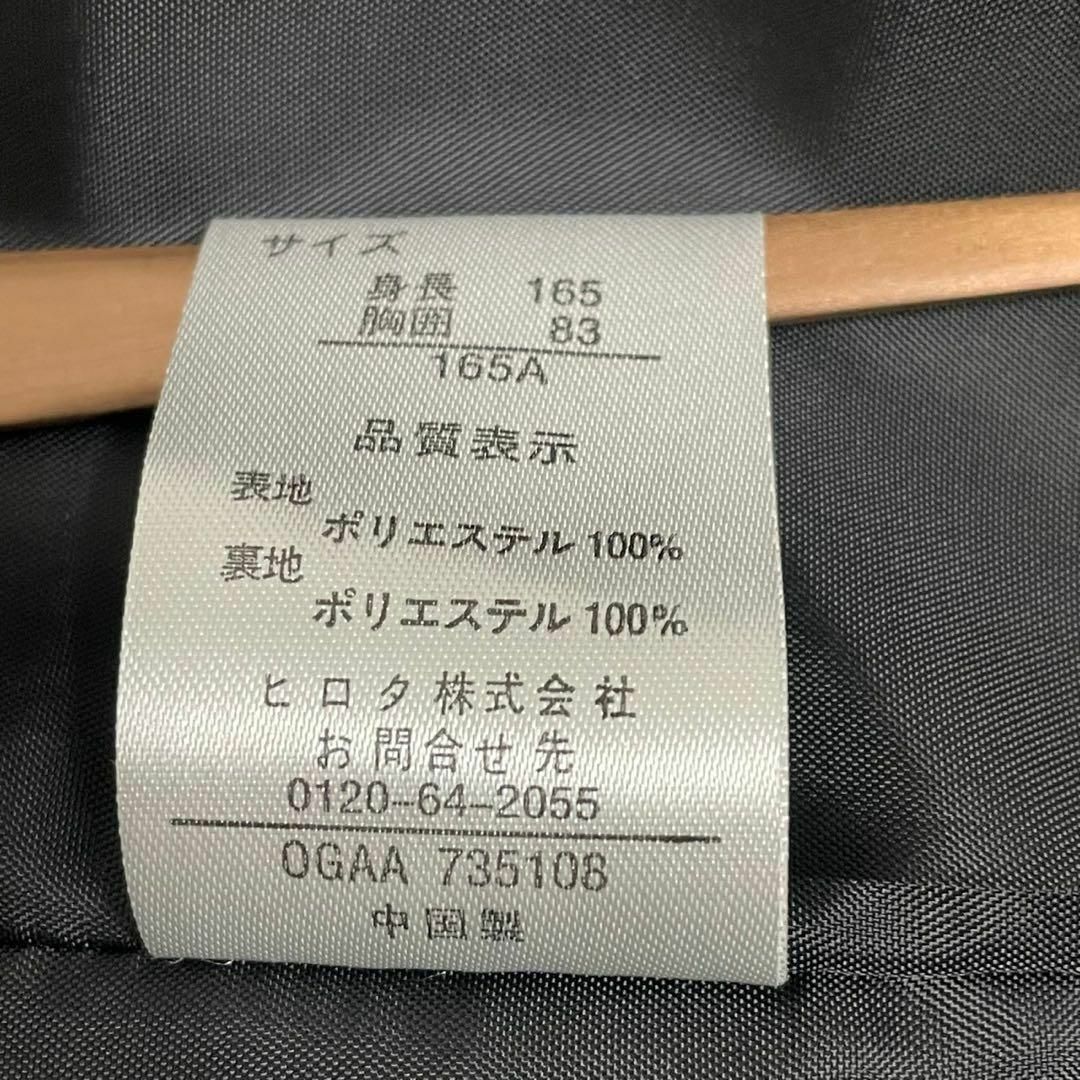 サイズ
身長 165
胸囲 83
165A
品質表示
表地
ポリエステル 100%
裏地
ポリエステル 100%
ヒロタ株式会社
お問合せ先
0120-64-2055
OGAA 735108
中国製